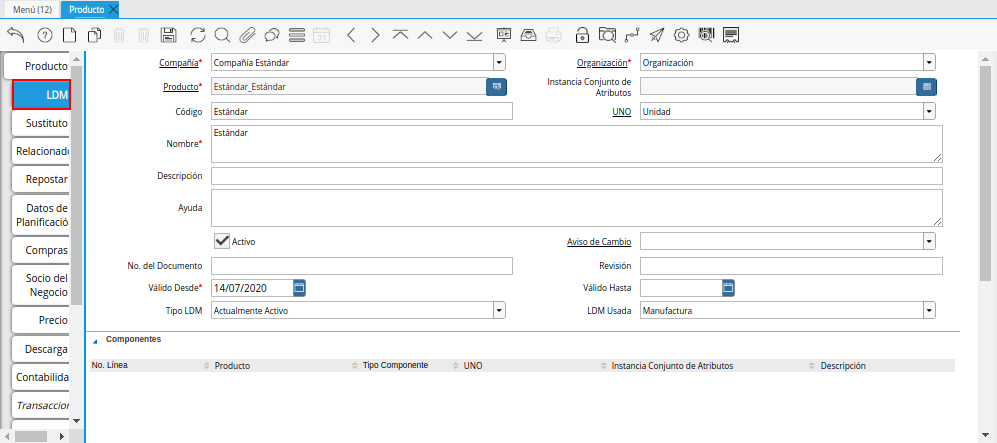 Menú (12) Producto
Producto
LDM
Sustituto
Relacionado
Repostar
Datos de
Planificació
Compras
Socio del
Negocio
Precio
Descarga
Contabilida
Transaccion
Compañía* Compañía Estándar Organización* Organización
Producto* Estándar_Estándar Instancia Conjunto de
Atributos
Código Estándar UNO Unidad
Nombre* Estándar
Descripción
Ayuda
Activo Aviso de Cambio
No. del Documento Revisión
Válido Desde* 14/07/2020 Válido Hasta
Tipo LDM Actualmente Activo LDM Usada Manufactura
Componentes
No. Línea Producto Tipo Componente UNO Instancia Conjunto de Atributos Descripción